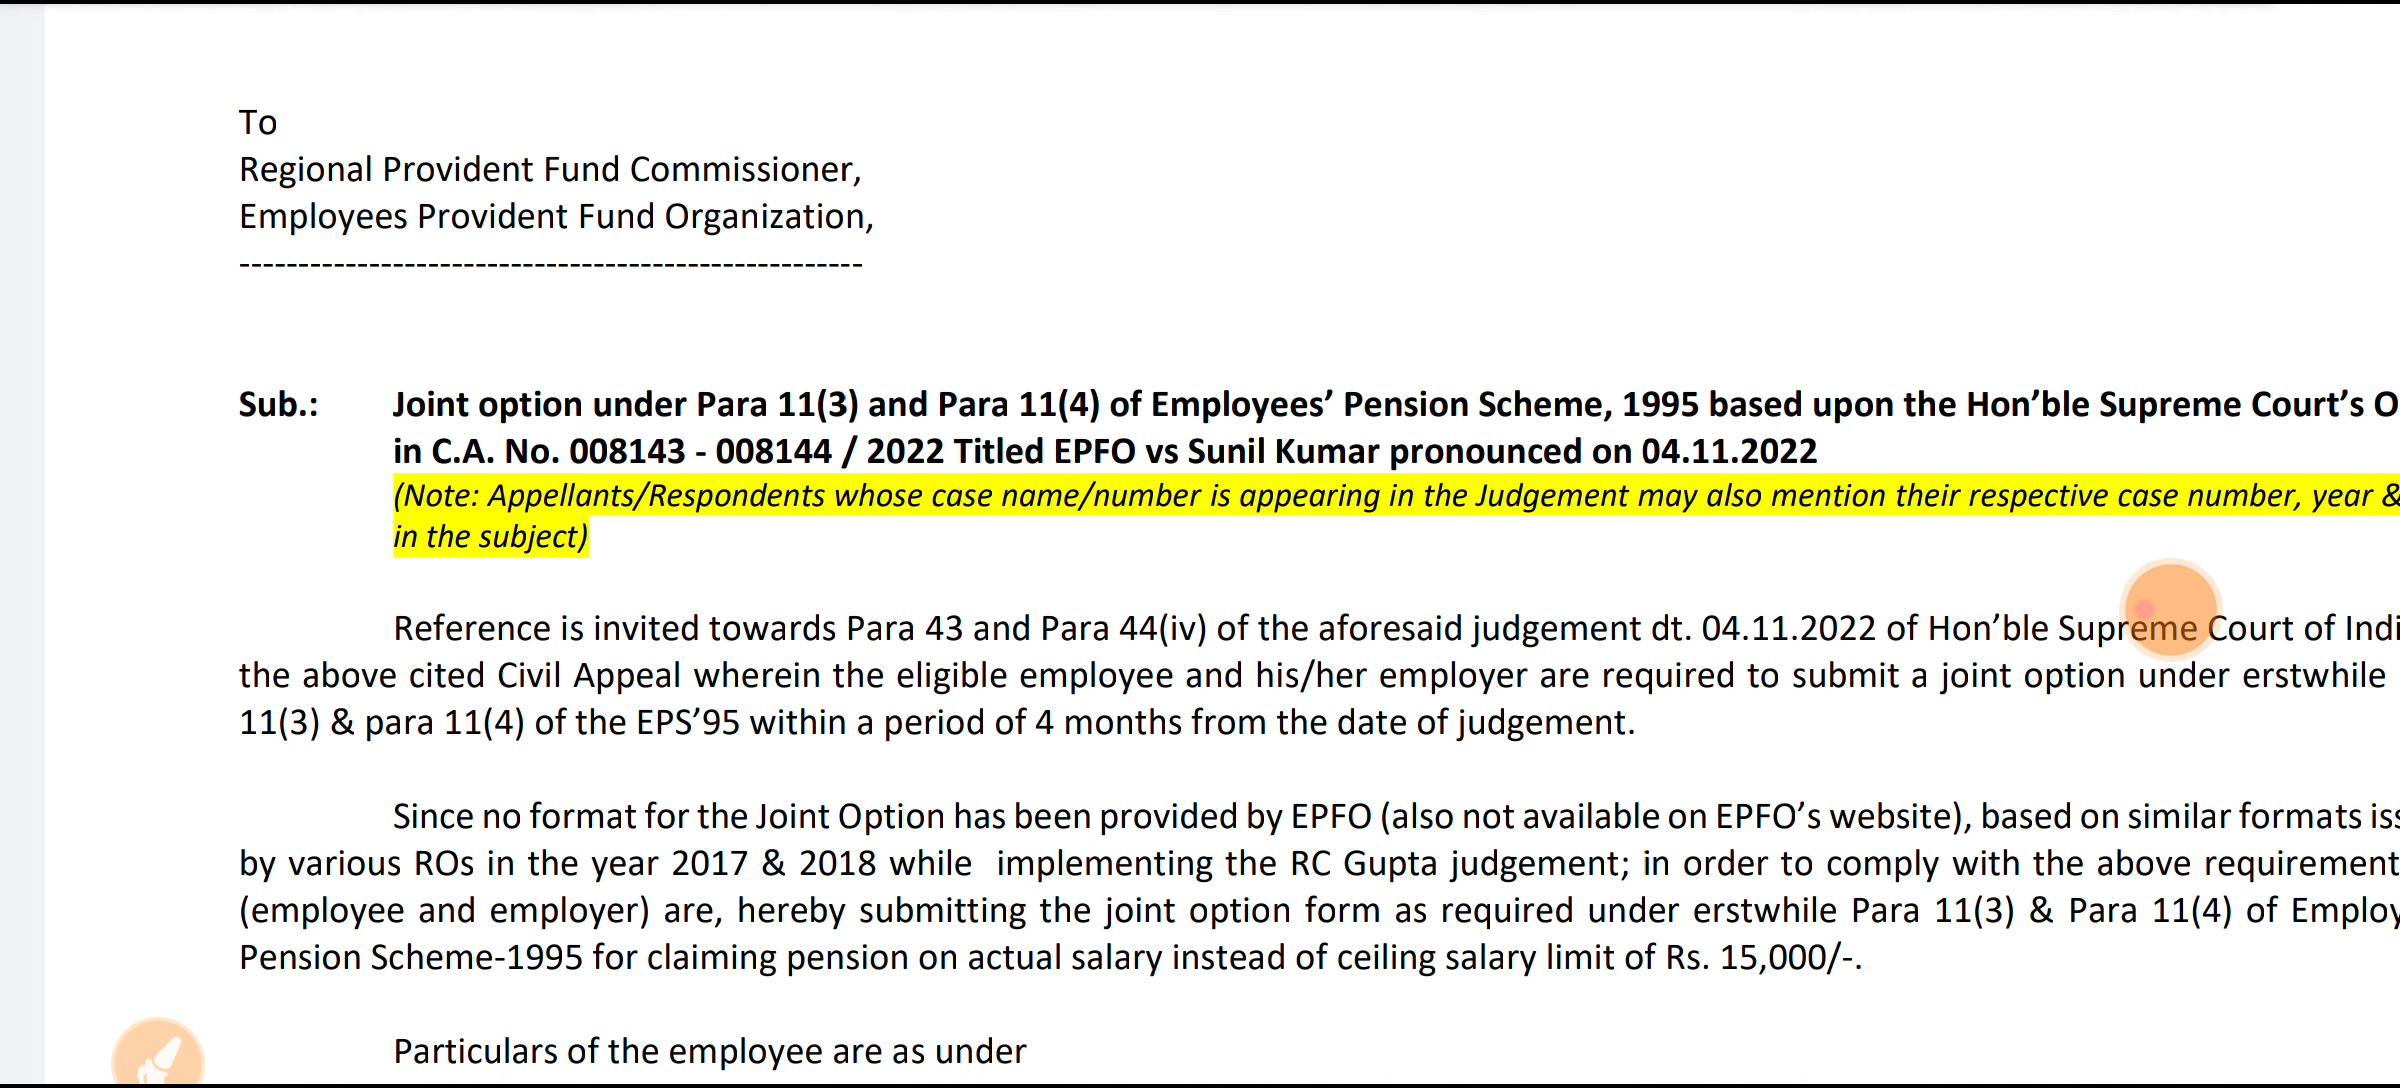 To
Regional Provident Fund Commissioner,
Employees Provident Fund Organization,
-----------------------------------------------------
Sub.: Joint option under Para 11(3) and Para 11(4) of Employees’ Pension Scheme, 1995 based upon the Hon’ble Supreme Court’s
in C.A. No. 008143 - 008144 / 2022 Titled EPFO vs Sunil Kumar pronounced on 04.11.2022
(Note: Appellants/Respondents whose case name/number is appearing in the Judgement may also mention their respective case number, year &
in the subject)
Reference is invited towards Para 43 and Para 44(iv) of the aforesaid judgement dt. 04.11.2022 of Hon’ble Supreme Court of
the above cited Civil Appeal wherein the eligible employee and his/her employer are required to submit a joint option under erstwhile
11(3) & para 11(4) of the EPS’95 within a period of 4 months from the date of judgement.
Since no format for the Joint Option has been provided by EPFO (also not available on EPFO’s website), based on similar formats
by various ROs in the year 2017 & 2018 while implementing the RC Gupta judgement; in order to comply with the above requirement
(employee and employer) are, hereby submitting the joint option form as required under erstwhile Para 11(3) & Para 11(4) of
Pension Scheme-1995 for claiming pension on actual salary instead of ceiling salary limit of Rs. 15,000/-.
Particulars of the employee are as under